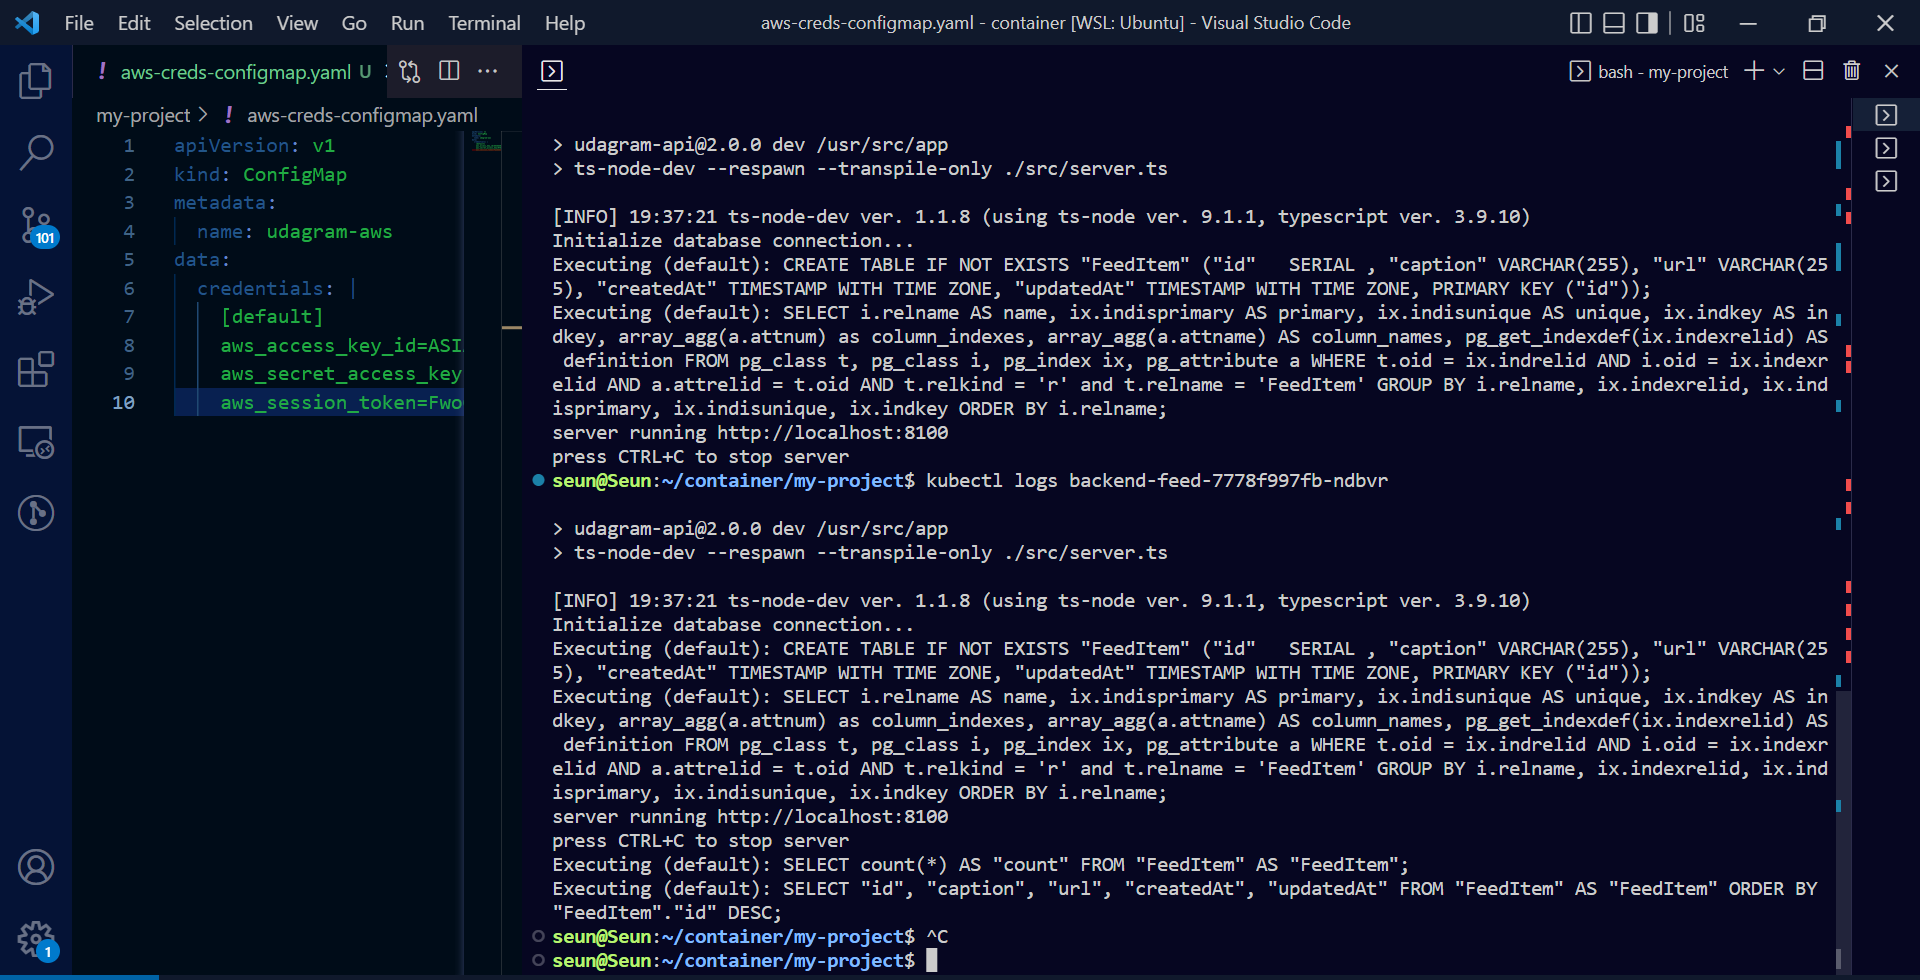 File Edit Selection View Go Run Terminal Help
aws-creds-configmap.yaml - container [WSL: Ubuntu] - Visual Studio Code
! aws-creds-configmap.yaml U
bash - my-project
my-project > ! aws-creds-configmap.yaml
1 apiVersion: v1
2 kind: ConfigMap
3 metadata:
4 name: udagram-aws
5 data:
6 credentials: |
7 [default]
8 aws_access_key_id=ASI
9 aws_secret_access_key
10 aws_session_token=Fwo
101
1
> udagram-api@2.0.0 dev /usr/src/app
> ts-node-dev --respawn --transpile-only ./src/server.ts
[INFO] 19:37:21 ts-node-dev ver. 1.1.8 (using ts-node ver. 9.1.1, typescript ver. 3.9.10)
Initialize database connection...
Executing (default): CREATE TABLE IF NOT EXISTS "FeedItem" ("id"   SERIAL , "caption" VARCHAR(255), "url" VARCHAR(25
5), "createdAt" TIMESTAMP WITH TIME ZONE, "updatedAt" TIMESTAMP WITH TIME ZONE, PRIMARY KEY ("id"));
Executing (default): SELECT i.relname AS name, ix.indisprimary AS primary, ix.indisunique AS unique, ix.indkey AS in
dkey, array_agg(a.attnum) as column_indexes, array_agg(a.attname) AS column_names, pg_get_indexdef(ix.indexrelid) AS
definition FROM pg_class t, pg_class i, pg_index ix, pg_attribute a WHERE t.oid = ix.indrelid AND i.oid = ix.indexr
elid AND a.attrelid = t.oid AND t.relkind = 'r' and t.relname = 'FeedItem' GROUP BY i.relname, ix.indexrelid, ix.ind
isprimary, ix.indisunique, ix.indkey ORDER BY i.relname;
server running http://localhost:8100
press CTRL+C to stop server
seun@Seun:~/container/my-project$ kubectl logs backend-feed-7778f997fb-ndbvr
> udagram-api@2.0.0 dev /usr/src/app
> ts-node-dev --respawn --transpile-only ./src/server.ts
[INFO] 19:37:21 ts-node-dev ver. 1.1.8 (using ts-node ver. 9.1.1, typescript ver. 3.9.10)
Initialize database connection...
Executing (default): CREATE TABLE IF NOT EXISTS "FeedItem" ("id"   SERIAL , "caption" VARCHAR(255), "url" VARCHAR(25
5), "createdAt" TIMESTAMP WITH TIME ZONE, "updatedAt" TIMESTAMP WITH TIME ZONE, PRIMARY KEY ("id"));
Executing (default): SELECT i.relname AS name, ix.indisprimary AS primary, ix.indisunique AS unique, ix.indkey AS in
dkey, array_agg(a.attnum) as column_indexes, array_agg(a.attname) AS column_names, pg_get_indexdef(ix.indexrelid) AS
definition FROM pg_class t, pg_class i, pg_index ix, pg_attribute a WHERE t.oid = ix.indrelid AND i.oid = ix.indexr
elid AND a.attrelid = t.oid AND t.relkind = 'r' and t.relname = 'FeedItem' GROUP BY i.relname, ix.indexrelid, ix.ind
isprimary, ix.indisunique, ix.indkey ORDER BY i.relname;
server running http://localhost:8100
press CTRL+C to stop server
Executing (default): SELECT count(*) AS "count" FROM "FeedItem" AS "FeedItem";
Executing (default): SELECT "id", "caption", "url", "createdAt", "updatedAt" FROM "FeedItem" AS "FeedItem" ORDER BY
"FeedItem"."id" DESC;
seun@Seun:~/container/my-project$ ^C
seun@Seun:~/container/my-project$